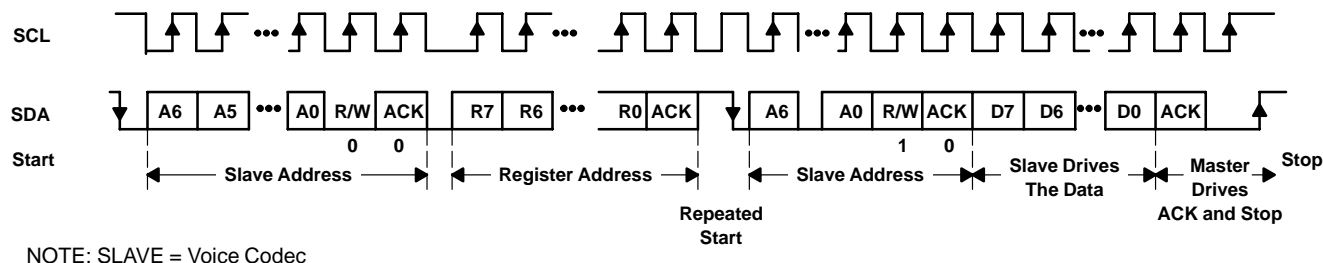 SCL
SDA A6 A5 ••• A0 R/W ACK R7 R6 ••• R0 ACK A6 A0 R/W ACK D7 D6 ••• D0 ACK
0 0 1 0
Start Slave Address Register Address Slave Address Slave Drives The Data Master Drives ACK and Stop Stop
Repeated
Start
NOTE: SLAVE = Voice Codec